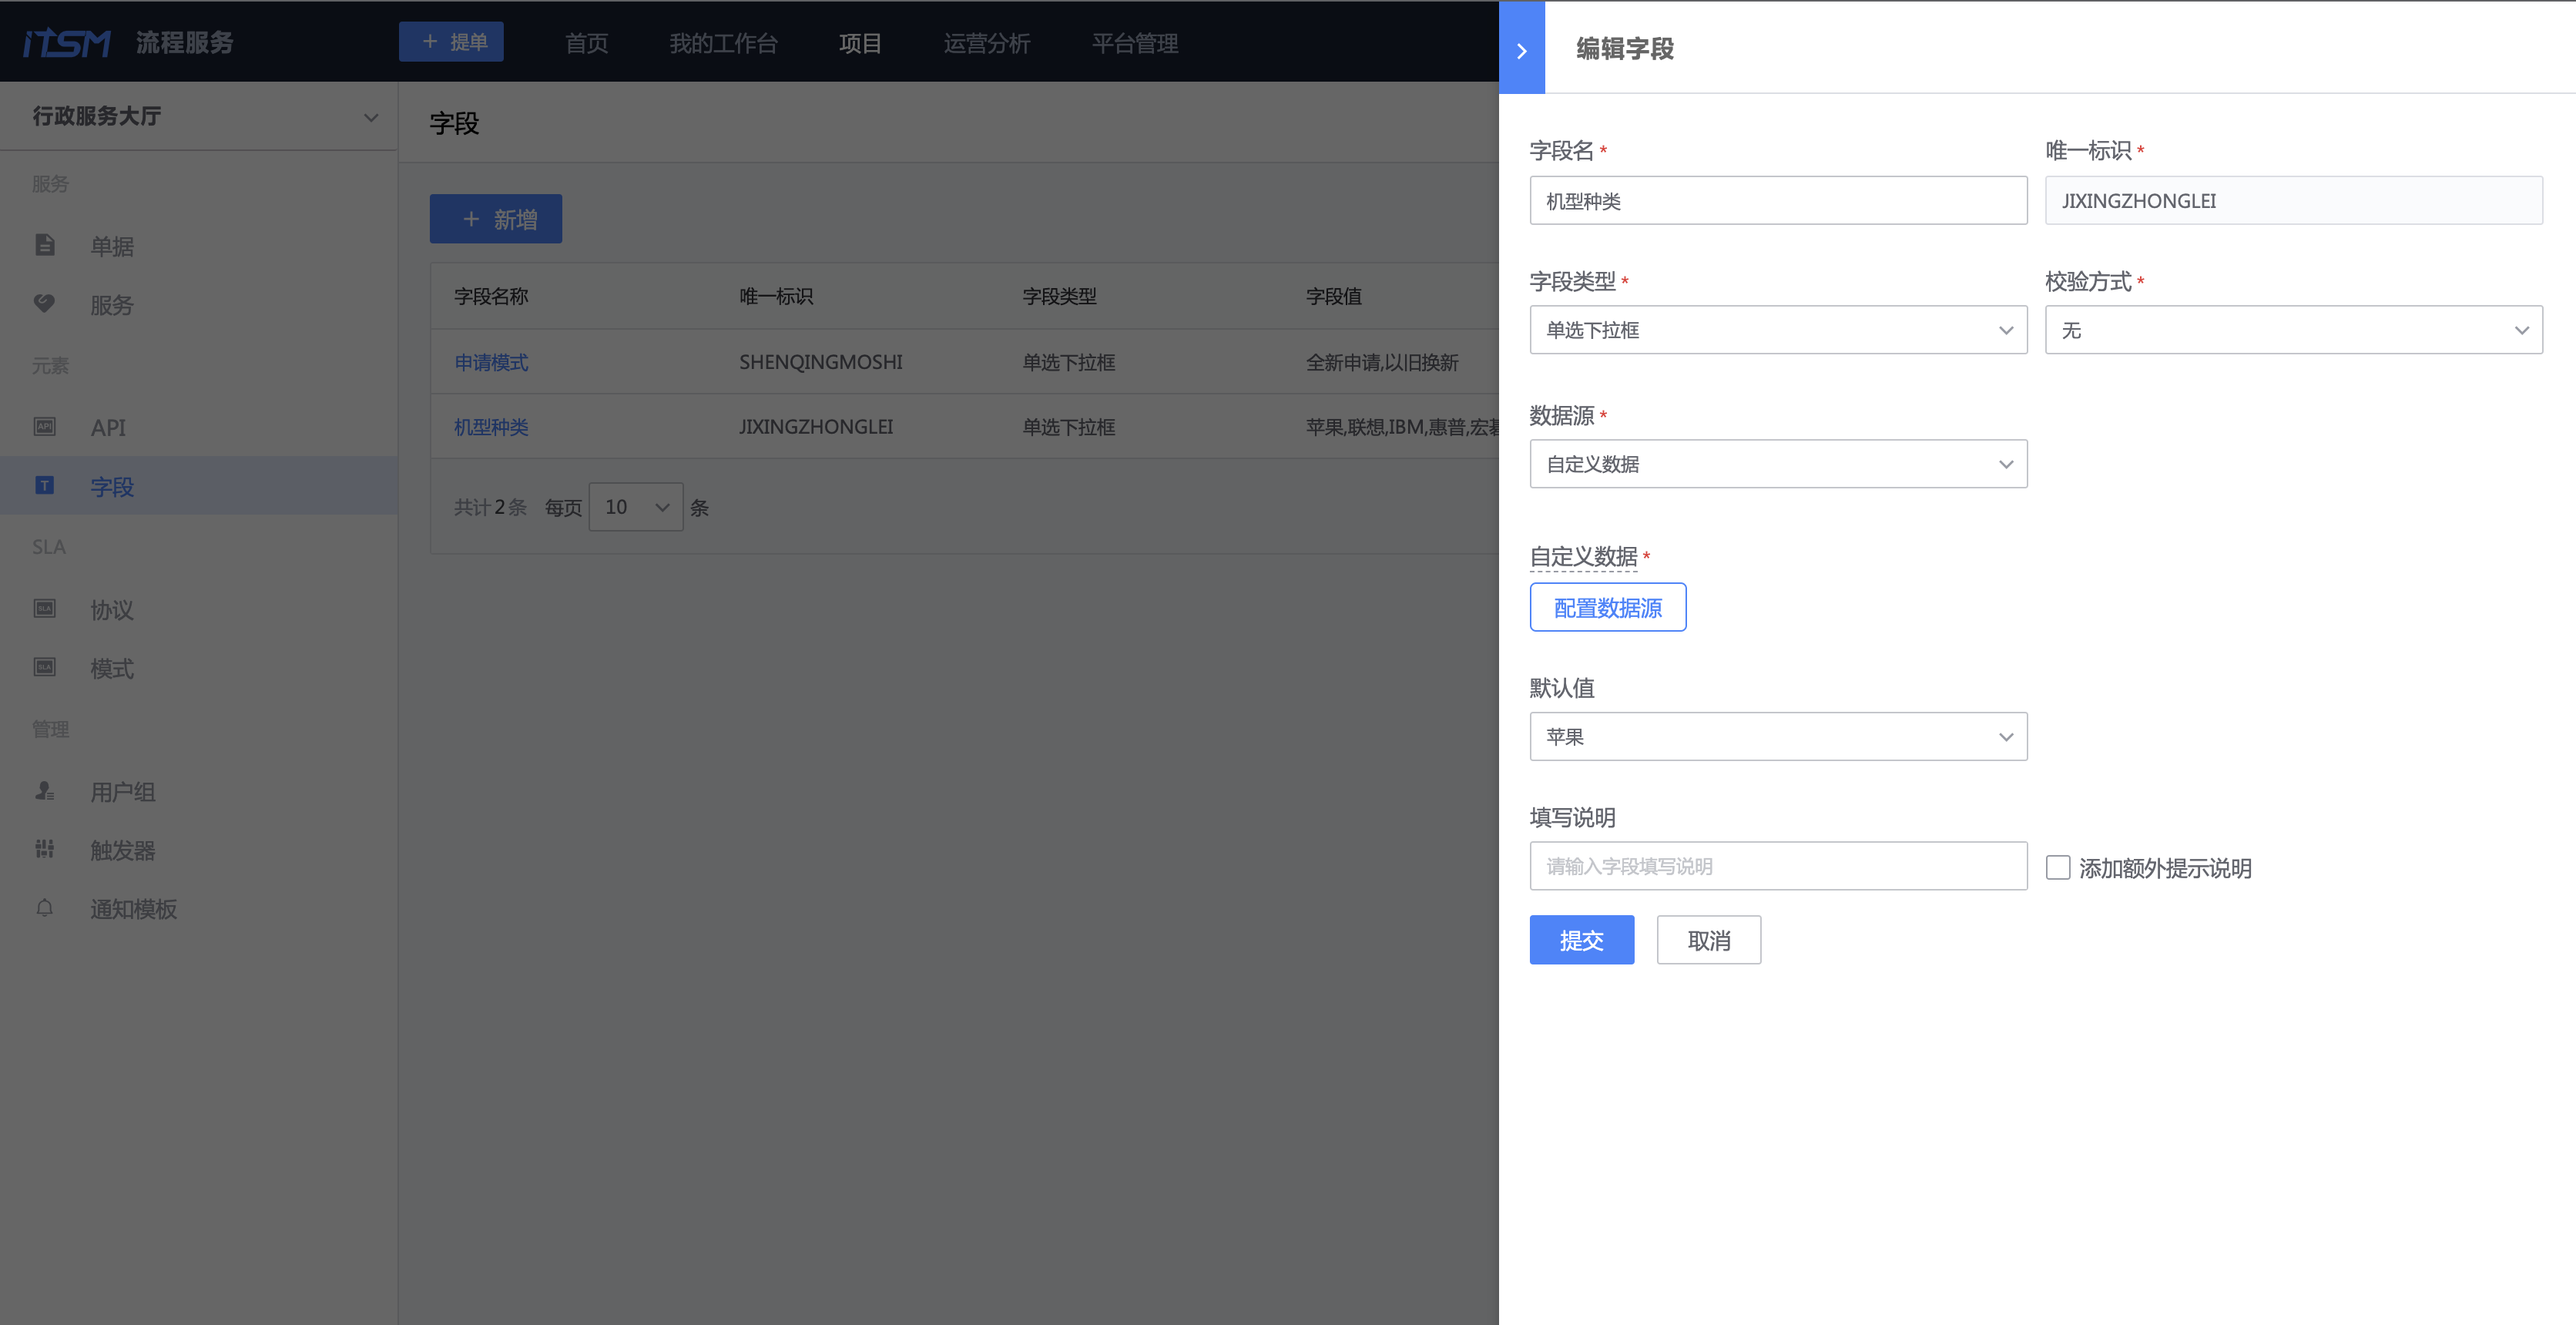 iTSM 流程服务 + 提单 首页 我的工作台 项目 运营分析 平台管理
行政服务大厅
服务
单据
服务
元素
API
字段
SLA
协议
模式
管理
用户组
触发器
通知模板
字段
+ 新增
字段名称 唯一标识 字段类型 字段值
申请模式 SHENQINGMOSHI 单选下拉框 全新申请,以旧换新
机型种类 JIXINGZHONGLEI 单选下拉框 苹果,联想,IBM,惠普,宏
共计2条 每页 10 条
编辑字段
字段名 * 唯一标识 *
机型种类 JIXINGZHONGLEI
字段类型 * 校验方式 *
单选下拉框 无
数据源 *
自定义数据
自定义数据 *
配置数据源
默认值
苹果
填写说明
请输入字段填写说明 添加额外提示说明
提交 取消